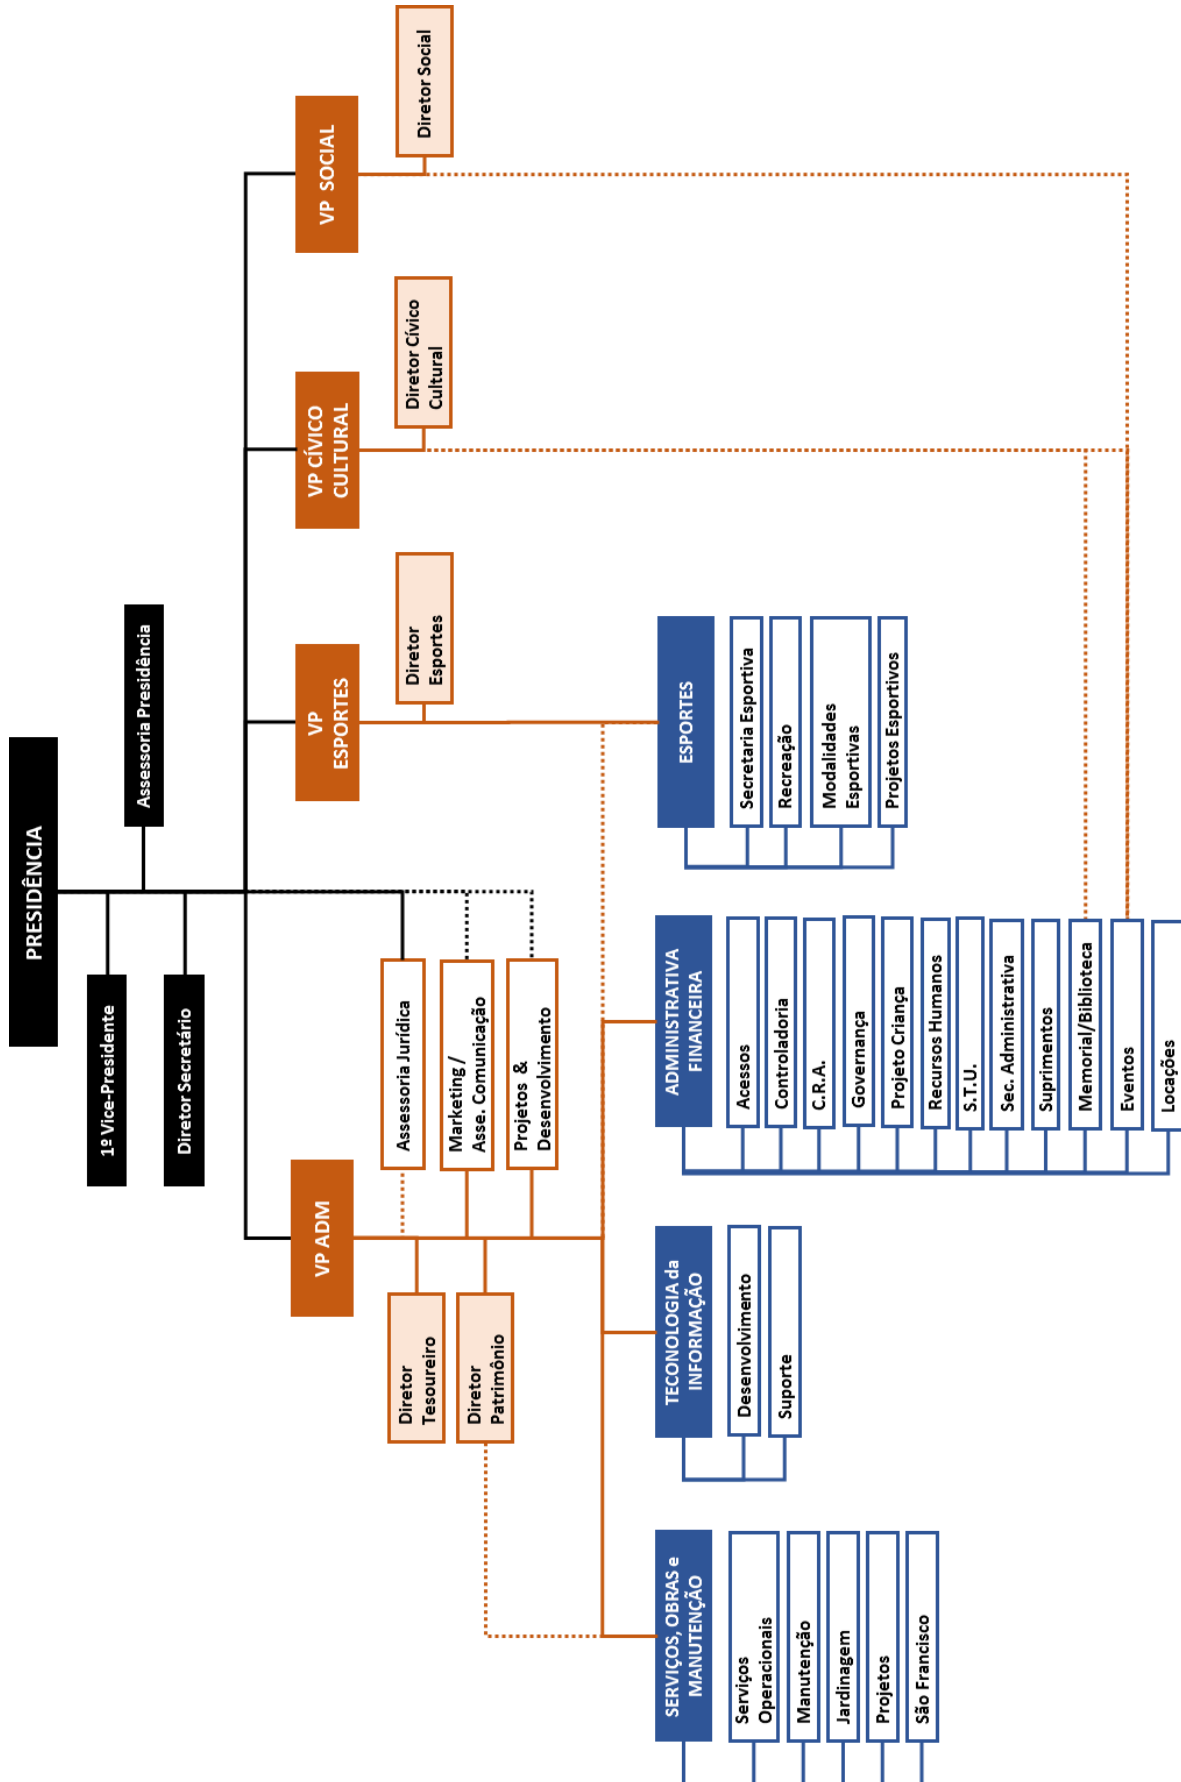 PRESIDÊNCIA
Assessoria Presidência
1º Vice-Presidente
Diretor Secretário
VP ADM
VP
ESPORTES
VP CÍVICO
CULTURAL
VP SOCIAL
Diretor
Tesoureiro
Assessoria Jurídica
Diretor
Esportes
Diretor Cívico
Cultural
Diretor Social
Diretor
Patrimônio
Marketing /
Asse. Comunicação
Projetos &
Desenvolvimento
SERVIÇOS, OBRAS e
MANUTENÇÃO
Serviços
Operacionais
Manutenção
Jardinagem
Projetos
São Francisco
TECONOLOGIA da
INFORMAÇÃO
Desenvolvimento
Suporte
ADMINISTRATIVA
FINANCEIRA
Acessos
Controladoria
C.R.A.
Governança
Projeto Criança
Recursos Humanos
S.T.U.
Sec. Administrativa
Suprimentos
Memorial/Biblioteca
Eventos
Locações
ESPORTES
Secretaria Esportiva
Recreação
Modalidades
Esportivas
Projetos Esportivos